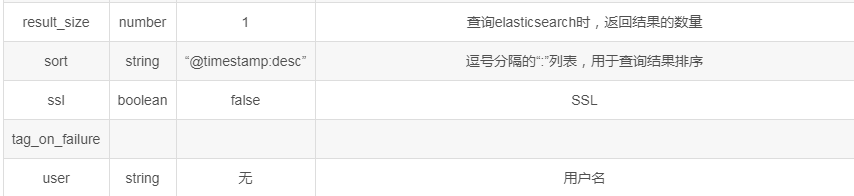 result_size number 1 查询elasticsearch时，返回结果的数量
sort string “@timestamp:desc” 逗号分隔的“:”列表，用于查询结果排序
ssl boolean false SSL
tag_on_failure
user string 无 用户名